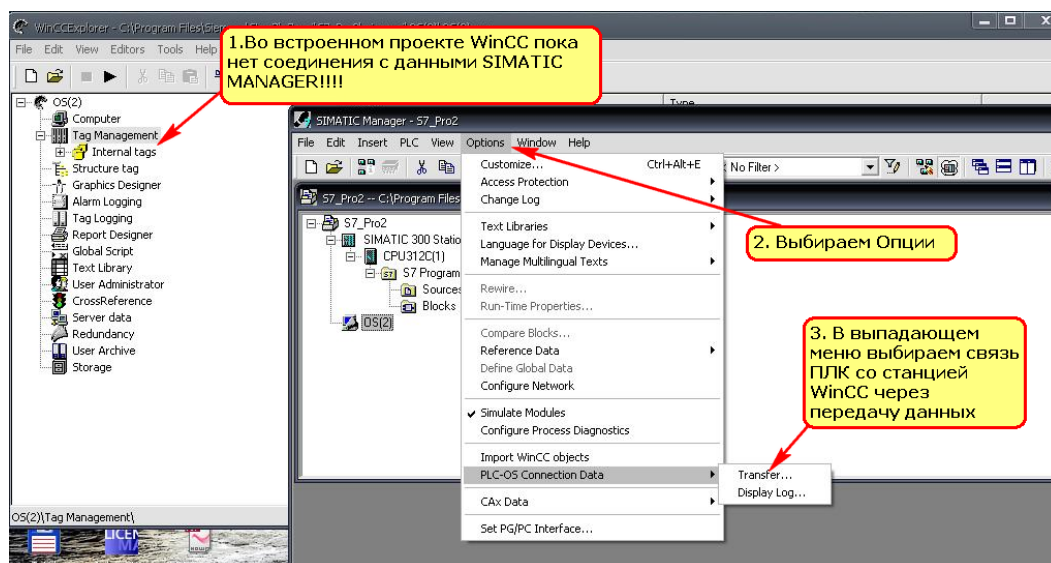 WinCCExplorer - C:\Program Files\Siem
File Edit View Editors Tools Help
1.Во встроенном проекте WinCC пока
нет соединения с данными SIMATIC
MANAGER!!!!
Type
OS(2)
Computer
Tag Management
Internal tags
Structure tag
Graphics Designer
Alarm Logging
Tag Logging
Report Designer
Global Script
Text Library
User Administrator
CrossReference
Server data
Redundancy
User Archive
Storage
OS(2)\Tag Management\
SIMATIC Manager - S7_Pro2
File Edit Insert PLC View Options Window Help
No Filter >
S7_Pro2 -- C:\Program Files
S7_Pro2
SIMATIC 300 Statio
CPU312C(1)
S7 Program
Sources
Blocks
OS(2)
Customize... Ctrl+Alt+E
Access Protection
Change Log
Text Libraries
Language for Display Devices...
Manage Multilingual Texts
Rewire...
Run-Time Properties...
Compare Blocks...
Reference Data
Define Global Data
Configure Network
Simulate Modules
Configure Process Diagnostics
Import WinCC objects
PLC-OS Connection Data
CAx Data
Set PG/PC Interface...
Transfer...
Display Log...
2. Выбираем Опции
3. В выпадающем
меню выбираем связь
ПЛК со станцией
WinCC через
передачу данных